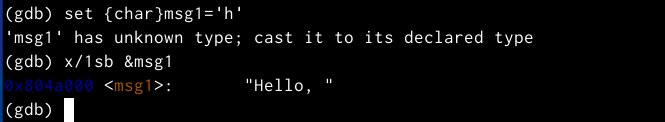 (gdb) set {char}msg1='h'
'msg1' has unknown type; cast it to its declared type
(gdb) x/1sb &msg1
0x804a000 <msg1>:       "Hello, "
(gdb)